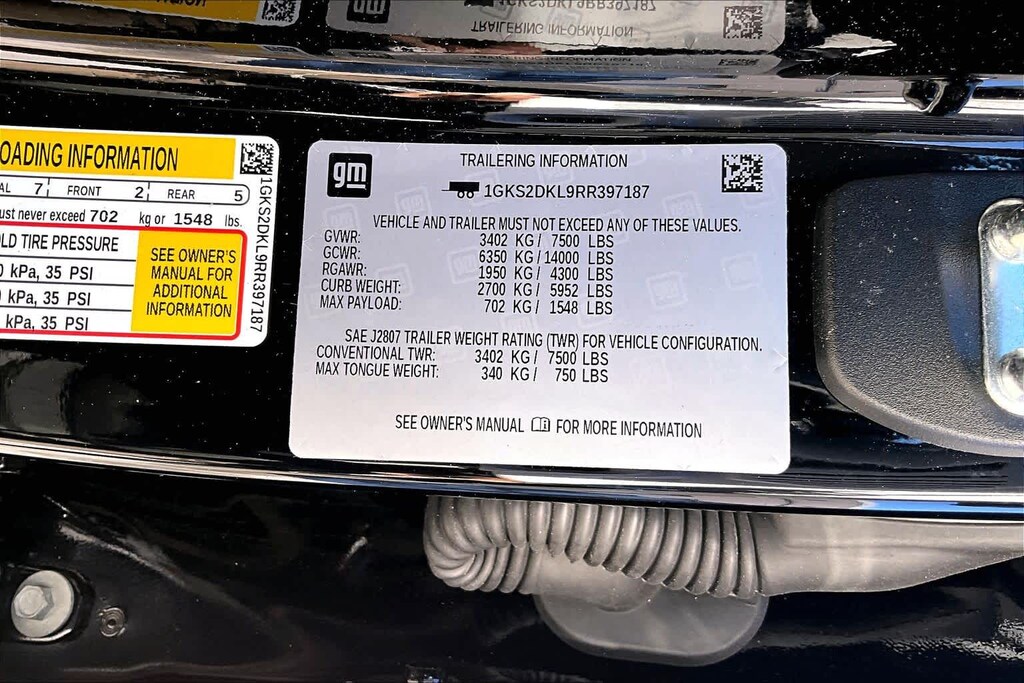 OADING INFORMATION
AL 7 FRONT 2 REAR 5
ust never exceed 702 kg or 1548 lbs.
LD TIRE PRESSURE
0 kPa, 35 PSI
0 kPa, 35 PSI
kPa, 35 PSI
SEE OWNER'S
MANUAL FOR
ADDITIONAL
INFORMATION
1GKS2DKL9RR397187
gm
TRAILERING INFORMATION
1GKS2DKL9RR397187
VEHICLE AND TRAILER MUST NOT EXCEED ANY OF THESE VALUES.
GVWR: 3402 KG / 7500 LBS
GCWR: 6350 KG / 14000 LBS
RGAWR: 1950 KG / 4300 LBS
CURB WEIGHT: 2700 KG / 5952 LBS
MAX PAYLOAD: 702 KG / 1548 LBS
SAE J2807 TRAILER WEIGHT RATING (TWR) FOR VEHICLE CONFIGURATION.
CONVENTIONAL TWR: 3402 KG / 7500 LBS
MAX TONGUE WEIGHT: 340 KG / 750 LBS
SEE OWNER'S MANUAL FOR MORE INFORMATION